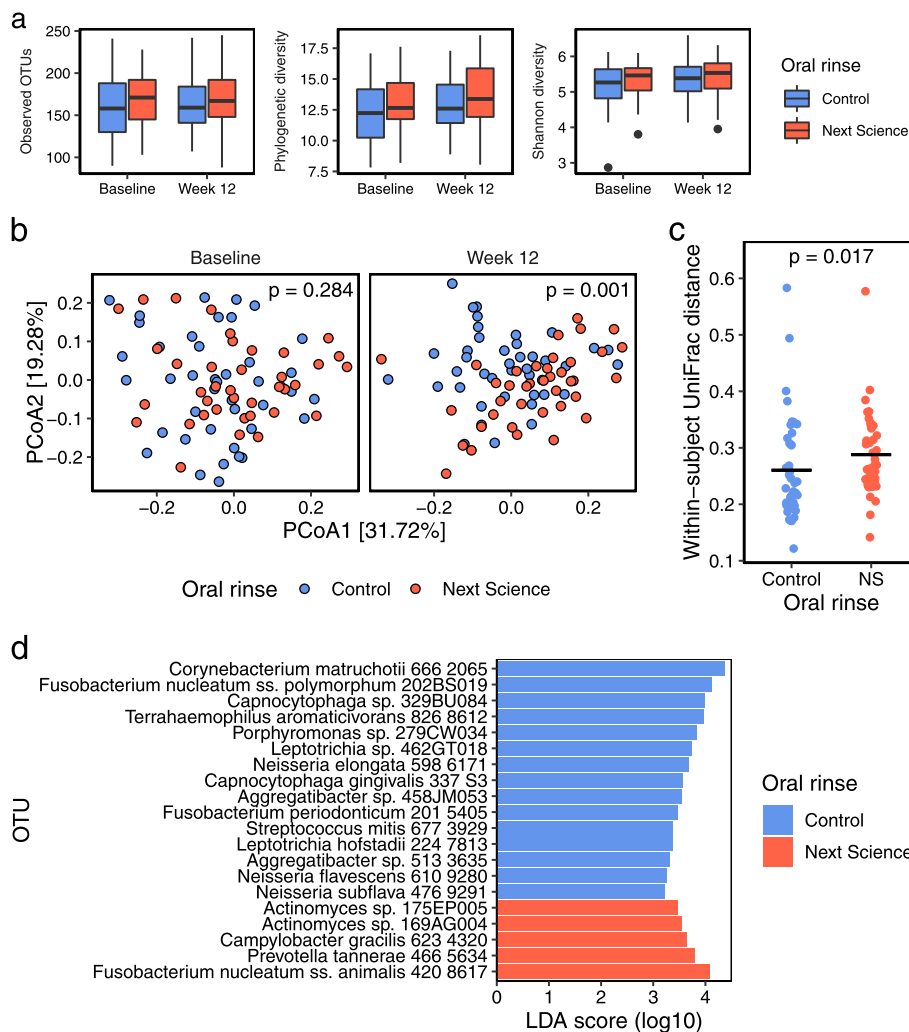 a
Observed OTUs
250
200
150
100
Baseline
Week 12
Phylogenetic diversity
17.5
15.0
12.5
10.0
7.5
Baseline
Week 12
Shannon diversity
6
5
4
3
Baseline
Week 12
Oral rinse
Control
Next Science
b
Baseline
Week 12
p = 0.284
p = 0.001
PCoA2 [19.28%]
0.2
0.1
0.0
−0.1
−0.2
−0.2
0.0
0.2
−0.2
0.0
0.2
PCoA1 [31.72%]
Oral rinse
Control
Next Science
c
p = 0.017
Within−subject UniFrac distance
0.6
0.5
0.4
0.3
0.2
0.1
Control
NS
Oral rinse
d
OTU
Corynebacterium matruchotii 666 2065
Fusobacterium nucleatum ss. polymorphum 202BS019
Capnocytophaga sp. 329BU084
Terrahaemophilus aromaticivorans 826 8612
Porphyromonas sp. 279CW034
Leptotrichia sp. 462GT018
Neisseria elongata 598 6171
Capnocytophaga gingivalis 337 S3
Aggregatibacter sp. 458JM053
Fusobacterium periodonticum 201 5405
Streptococcus mitis 677 3929
Leptotrichia hofstadii 224 7813
Aggregatibacter sp. 513 3635
Neisseria flavescens 610 9280
Neisseria subflava 476 9291
Actinomyces sp. 175EP005
Actinomyces sp. 169AG004
Campylobacter gracilis 623 4320
Prevotella tannerae 466 5634
Fusobacterium nucleatum ss. animalis 420 8617
0
1
2
3
4
LDA score (log10)
Oral rinse
Control
Next Science